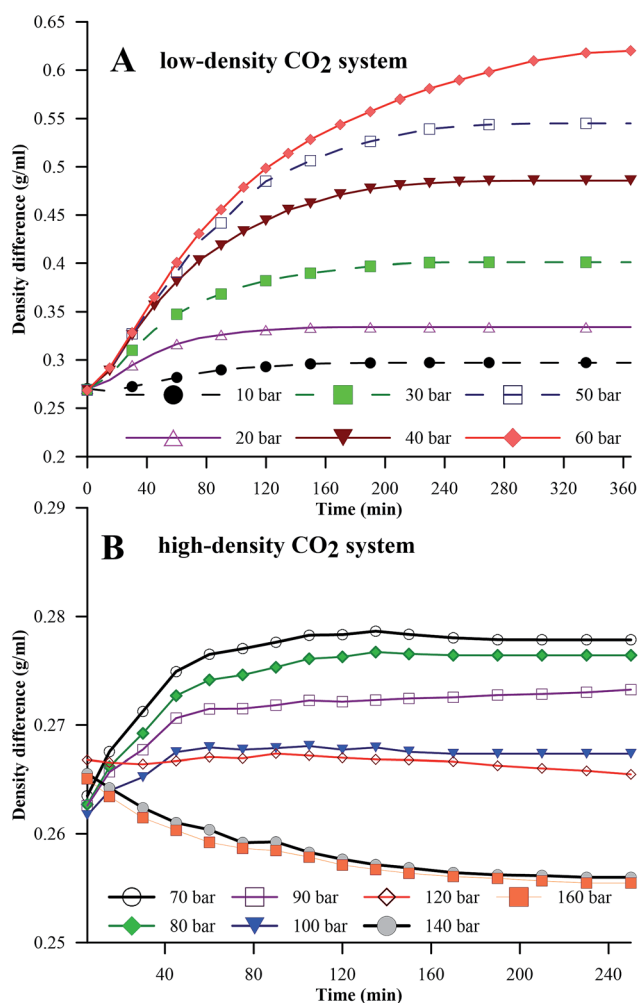 0.65
A low-density CO2 system
0.6
0.55
0.5
0.45
0.4
0.35
0.3
0.25
0.2
Density difference (g/ml)
10 bar 30 bar 50 bar
20 bar 40 bar 60 bar
0 40 80 120 160 200 240 280 320 360
Time (min)
0.29
B high-density CO2 system
0.28
0.27
0.26
0.25
Density difference (g/ml)
70 bar 90 bar 120 bar 160 bar
80 bar 100 bar 140 bar
40 80 120 160 200 240
Time (min)